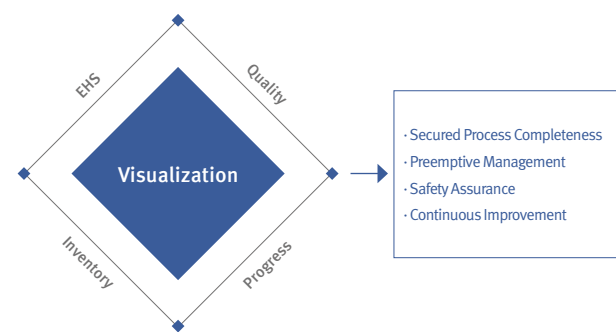 EHS
Quality
Visualization
Inventory
Progress
· Secured Process Completeness
· Preemptive Management
· Safety Assurance
· Continuous Improvement